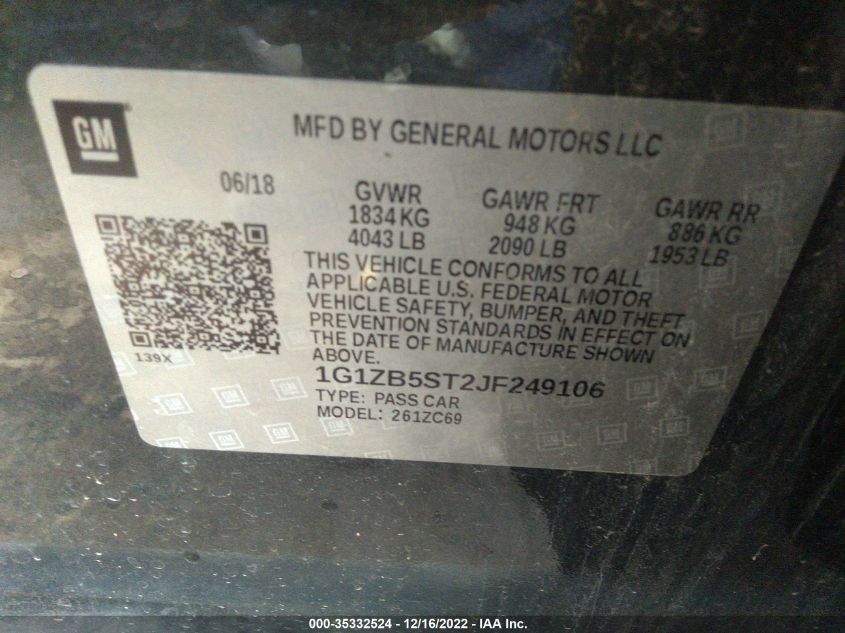 GM
MFD BY GENERAL MOTORS LLC
06/18
GVWR
1834 KG
4043 LB
GAWR FRT
948 KG
2090 LB
GAWR RR
886 KG
1953 LB
THIS VEHICLE CONFORMS TO ALL
APPLICABLE U.S. FEDERAL MOTOR
VEHICLE SAFETY, BUMPER, AND THEFT
PREVENTION STANDARDS IN EFFECT ON
THE DATE OF MANUFACTURE SHOWN
ABOVE.
139X
1G1ZB5ST2JF249106
TYPE: PASS CAR
MODEL: 261ZC69
000-35332524 - 12/16/2022 - IAA Inc.